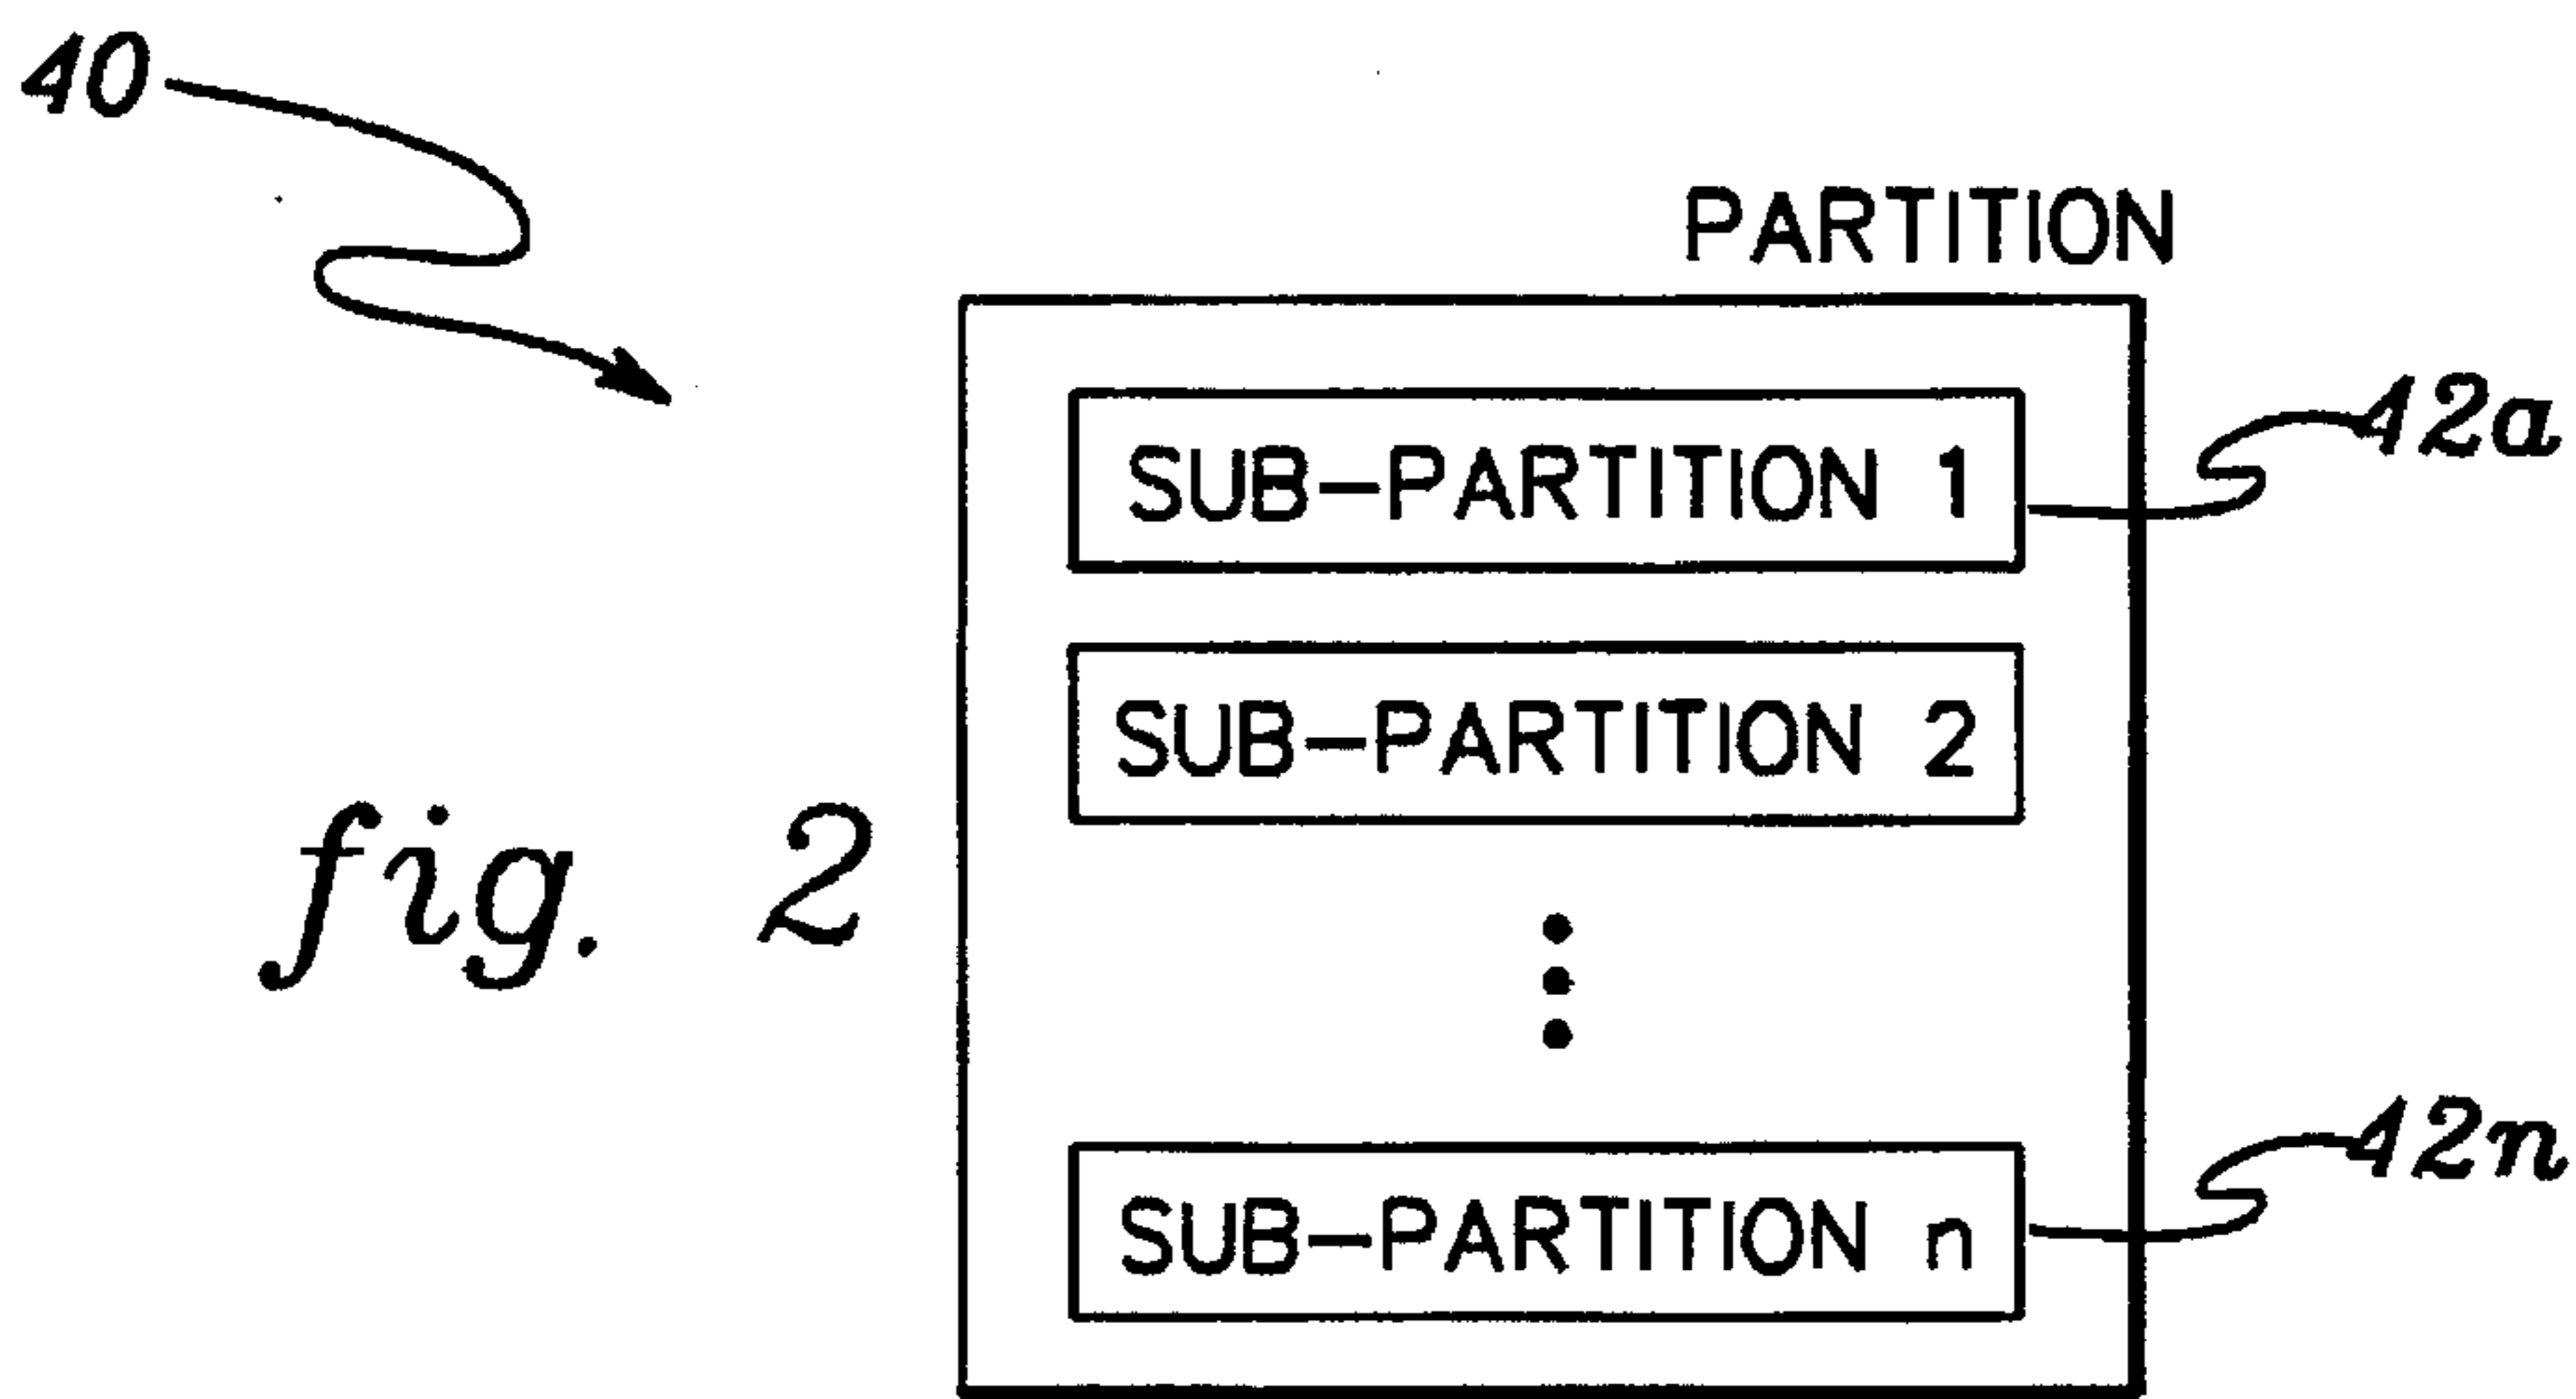 40
PARTITION
SUB-PARTITION 1
42a
SUB-PARTITION 2
fig. 2
SUB-PARTITION n
42n